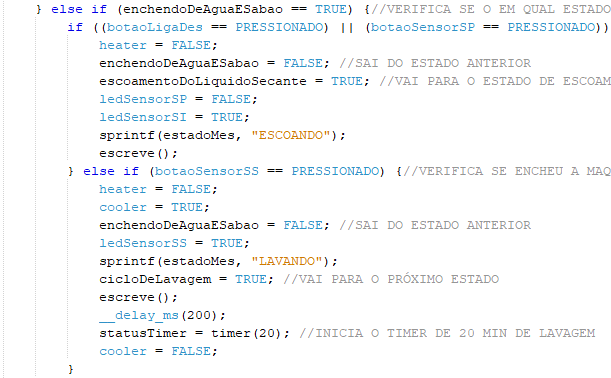 } else if (enchendoDeAguaESabao == TRUE) {//VERIFICA SE O EM QUAL ESTADO
if ((botaoLigaDes == PRESSIONADO) || (botaoSensorSP == PRESSIONADO))
heater = FALSE;
enchendoDeAguaESabao = FALSE; //SAI DO ESTADO ANTERIOR
escoamentoDoLiquidoSecante = TRUE; //VAI PARA O ESTADO DE ESCOAM
ledSensorSP = FALSE;
ledSensorSI = TRUE;
sprintf(estadoMes, "ESCOANDO");
escreve();
} else if (botaoSensorSS == PRESSIONADO) {//VERIFICA SE ENCHEU A MAQ
heater = FALSE;
cooler = TRUE;
enchendoDeAguaESabao = FALSE; //SAI DO ESTADO ANTERIOR
ledSensorSS = TRUE;
sprintf(estadoMes, "LAVANDO");
cicloDeLavagem = TRUE; //VAI PARA O PRÓXIMO ESTADO
escreve();
__delay_ms(200);
statusTimer = timer(20); //INICIA O TIMER DE 20 MIN DE LAVAGEM
cooler = FALSE;
}